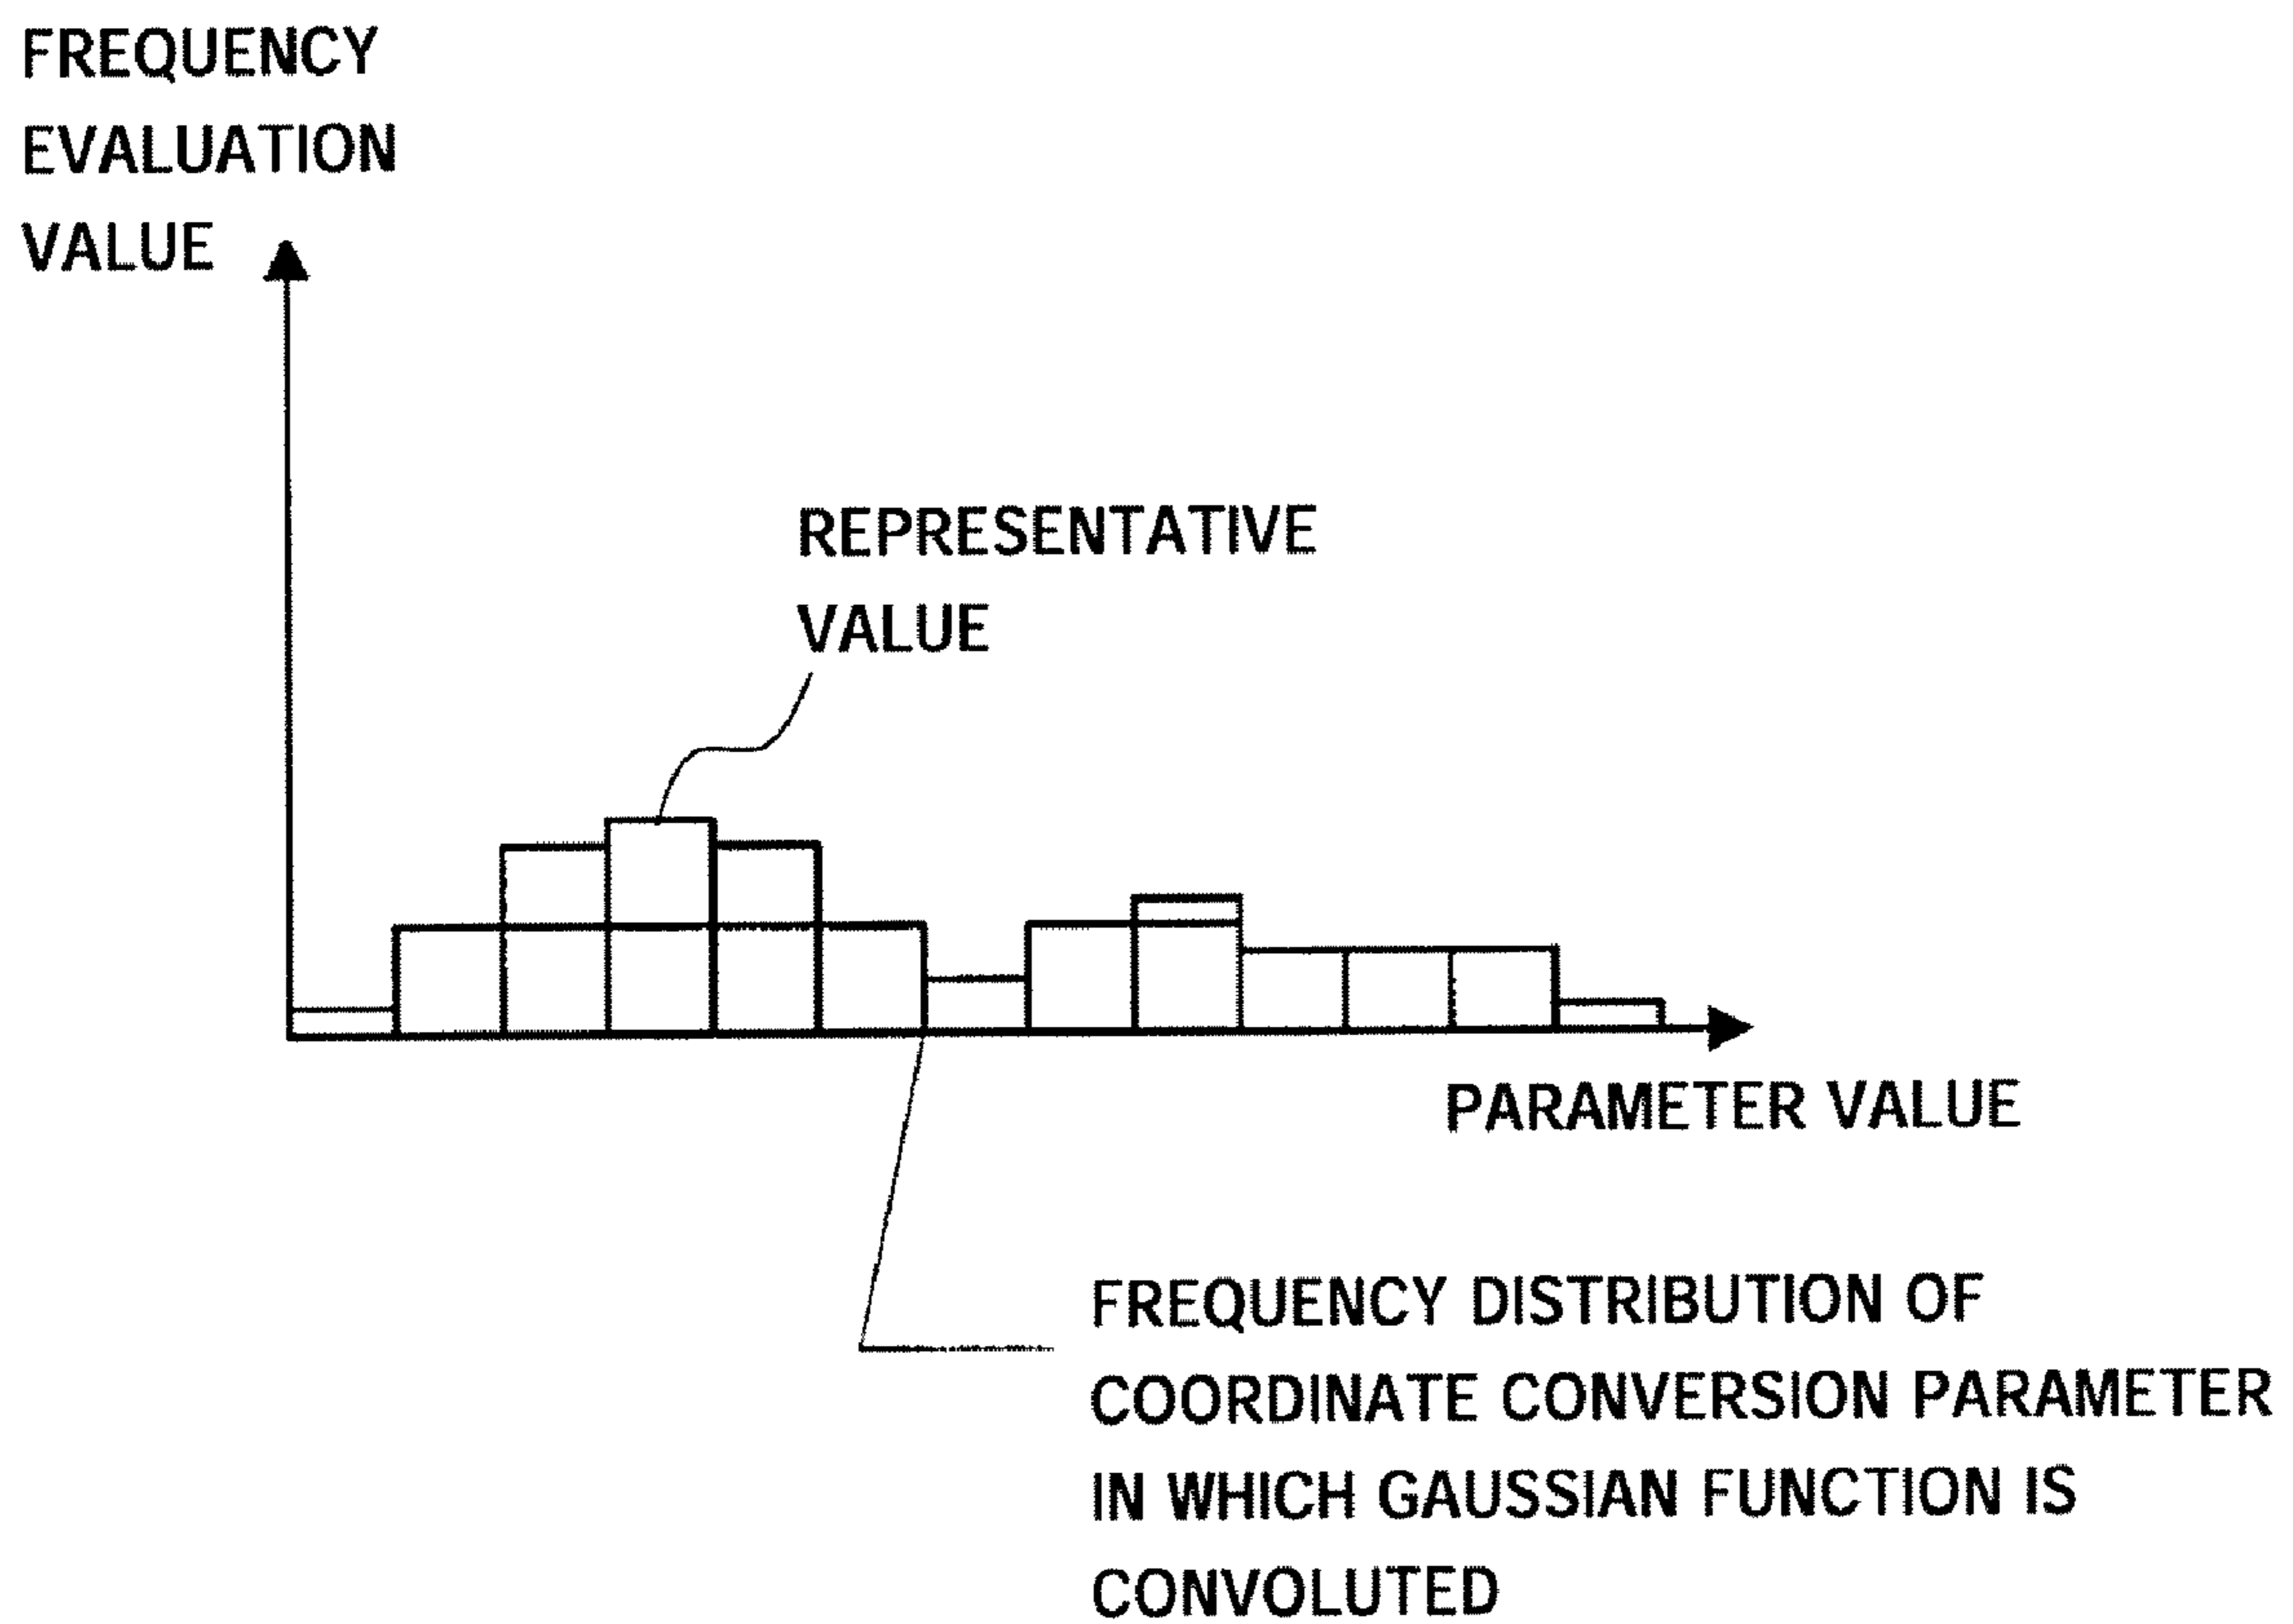 FREQUENCY
EVALUATION
VALUE
REPRESENTATIVE
VALUE
PARAMETER VALUE
FREQUENCY DISTRIBUTION OF
COORDINATE CONVERSION PARAMETER
IN WHICH GAUSSIAN FUNCTION IS
CONVOLUTED